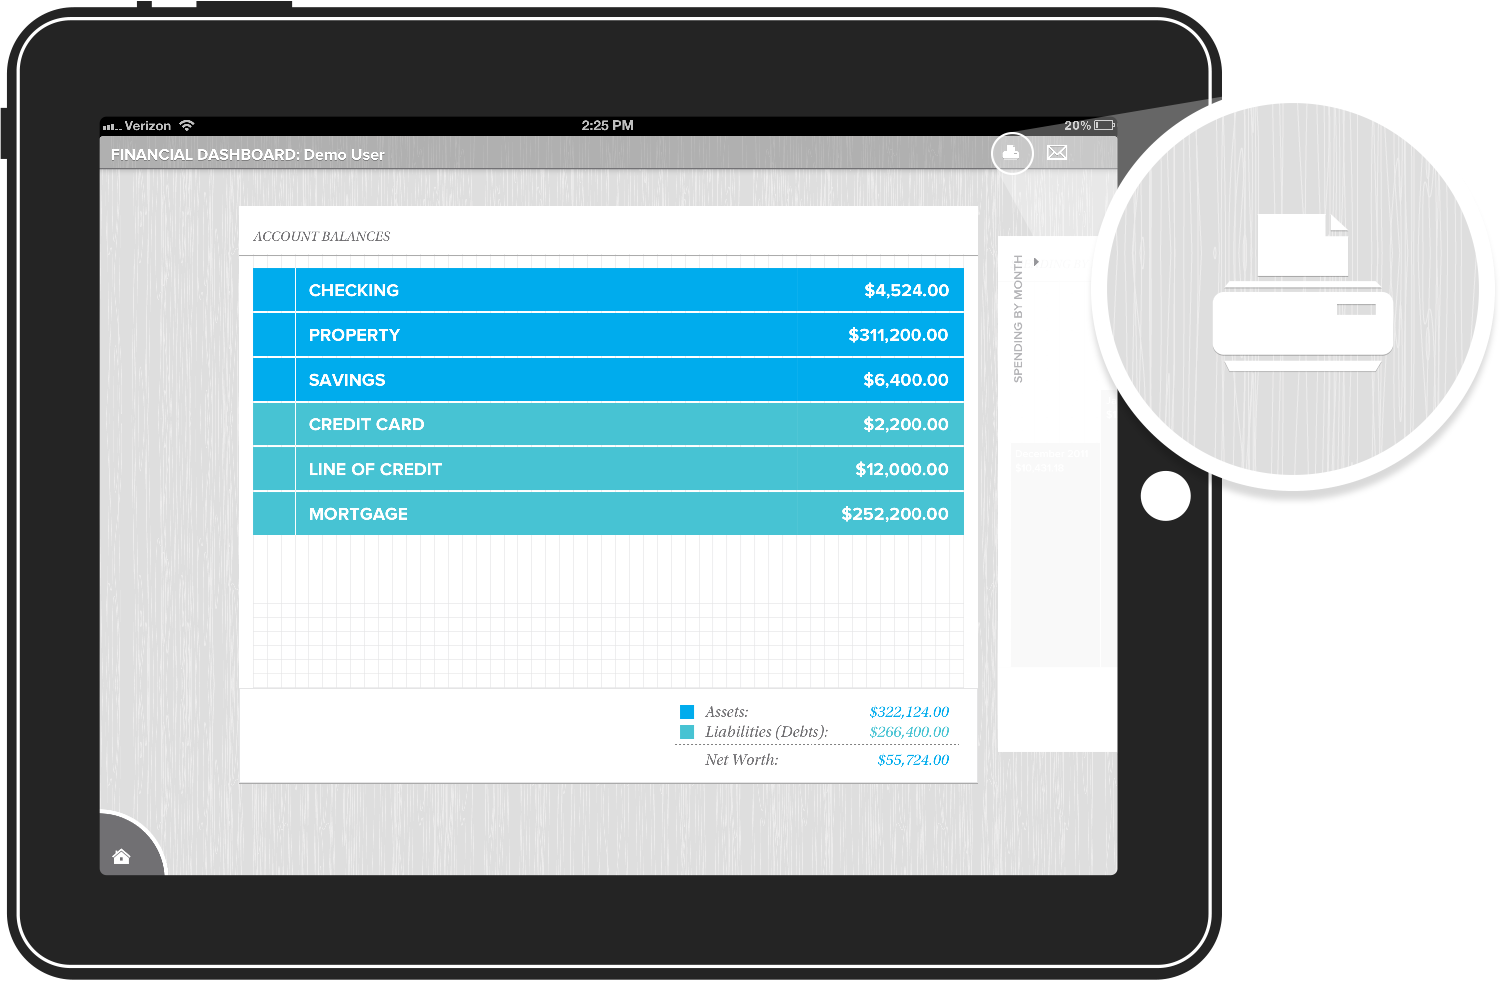 Verizon
2:25 PM
20%
FINANCIAL DASHBOARD: Demo User
ACCOUNT BALANCES
CHECKING $4,524.00
PROPERTY $311,200.00
SAVINGS $6,400.00
CREDIT CARD $2,200.00
LINE OF CREDIT $12,000.00
MORTGAGE $252,200.00
Assets: $322,124.00
Liabilities (Debts): $266,400.00
Net Worth: $55,724.00
SPENDING BY MONTH